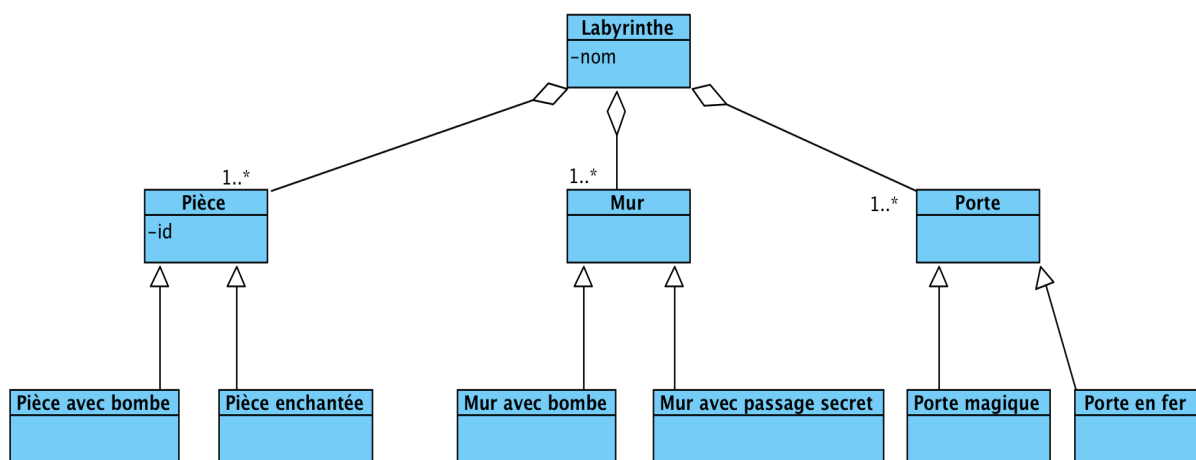 Labyrinthe
-nom
1..*
1..*
1..*
Pièce
Mur
Porte
-id
Pièce avec bombe
Pièce enchantée
Mur avec bombe
Mur avec passage secret
Porte magique
Porte en fer